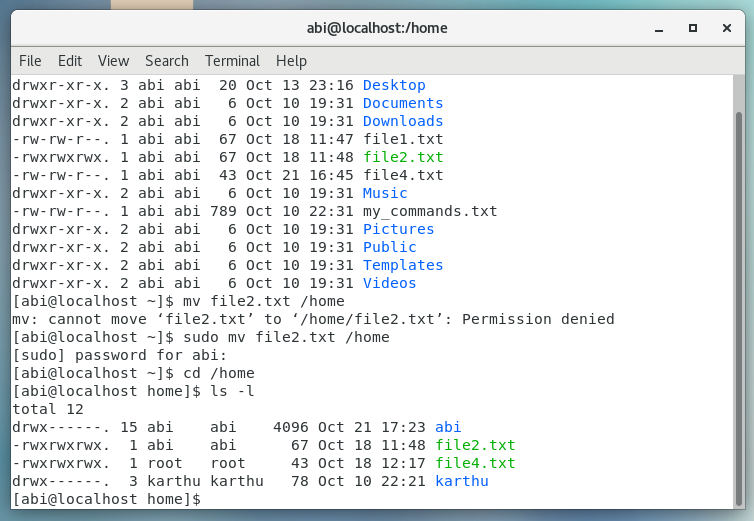 abi@localhost:/home
File Edit View Search Terminal Help
drwxr-xr-x. 3 abi abi  20 Oct 13 23:16 Desktop
drwxr-xr-x. 2 abi abi   6 Oct 10 19:31 Documents
drwxr-xr-x. 2 abi abi   6 Oct 10 19:31 Downloads
-rw-rw-r--. 1 abi abi  67 Oct 18 11:47 file1.txt
-rwxrwxrwx. 1 abi abi  67 Oct 18 11:48 file2.txt
-rw-rw-r--. 1 abi abi  43 Oct 21 16:45 file4.txt
drwxr-xr-x. 2 abi abi   6 Oct 10 19:31 Music
-rw-rw-r--. 1 abi abi 789 Oct 10 22:31 my_commands.txt
drwxr-xr-x. 2 abi abi   6 Oct 10 19:31 Pictures
drwxr-xr-x. 2 abi abi   6 Oct 10 19:31 Public
drwxr-xr-x. 2 abi abi   6 Oct 10 19:31 Templates
drwxr-xr-x. 2 abi abi   6 Oct 10 19:31 Videos
[abi@localhost ~]$ mv file2.txt /home
mv: cannot move ‘file2.txt’ to ‘/home/file2.txt’: Permission denied
[abi@localhost ~]$ sudo mv file2.txt /home
[sudo] password for abi:
[abi@localhost ~]$ cd /home
[abi@localhost home]$ ls -l
total 12
drwx------. 15 abi    abi    4096 Oct 21 17:23 abi
-rwxrwxrwx.  1 abi    abi      67 Oct 18 11:48 file2.txt
-rwxrwxrwx.  1 root   root     43 Oct 18 12:17 file4.txt
drwx------.  3 karthu karthu   78 Oct 10 22:21 karthu
[abi@localhost home]$